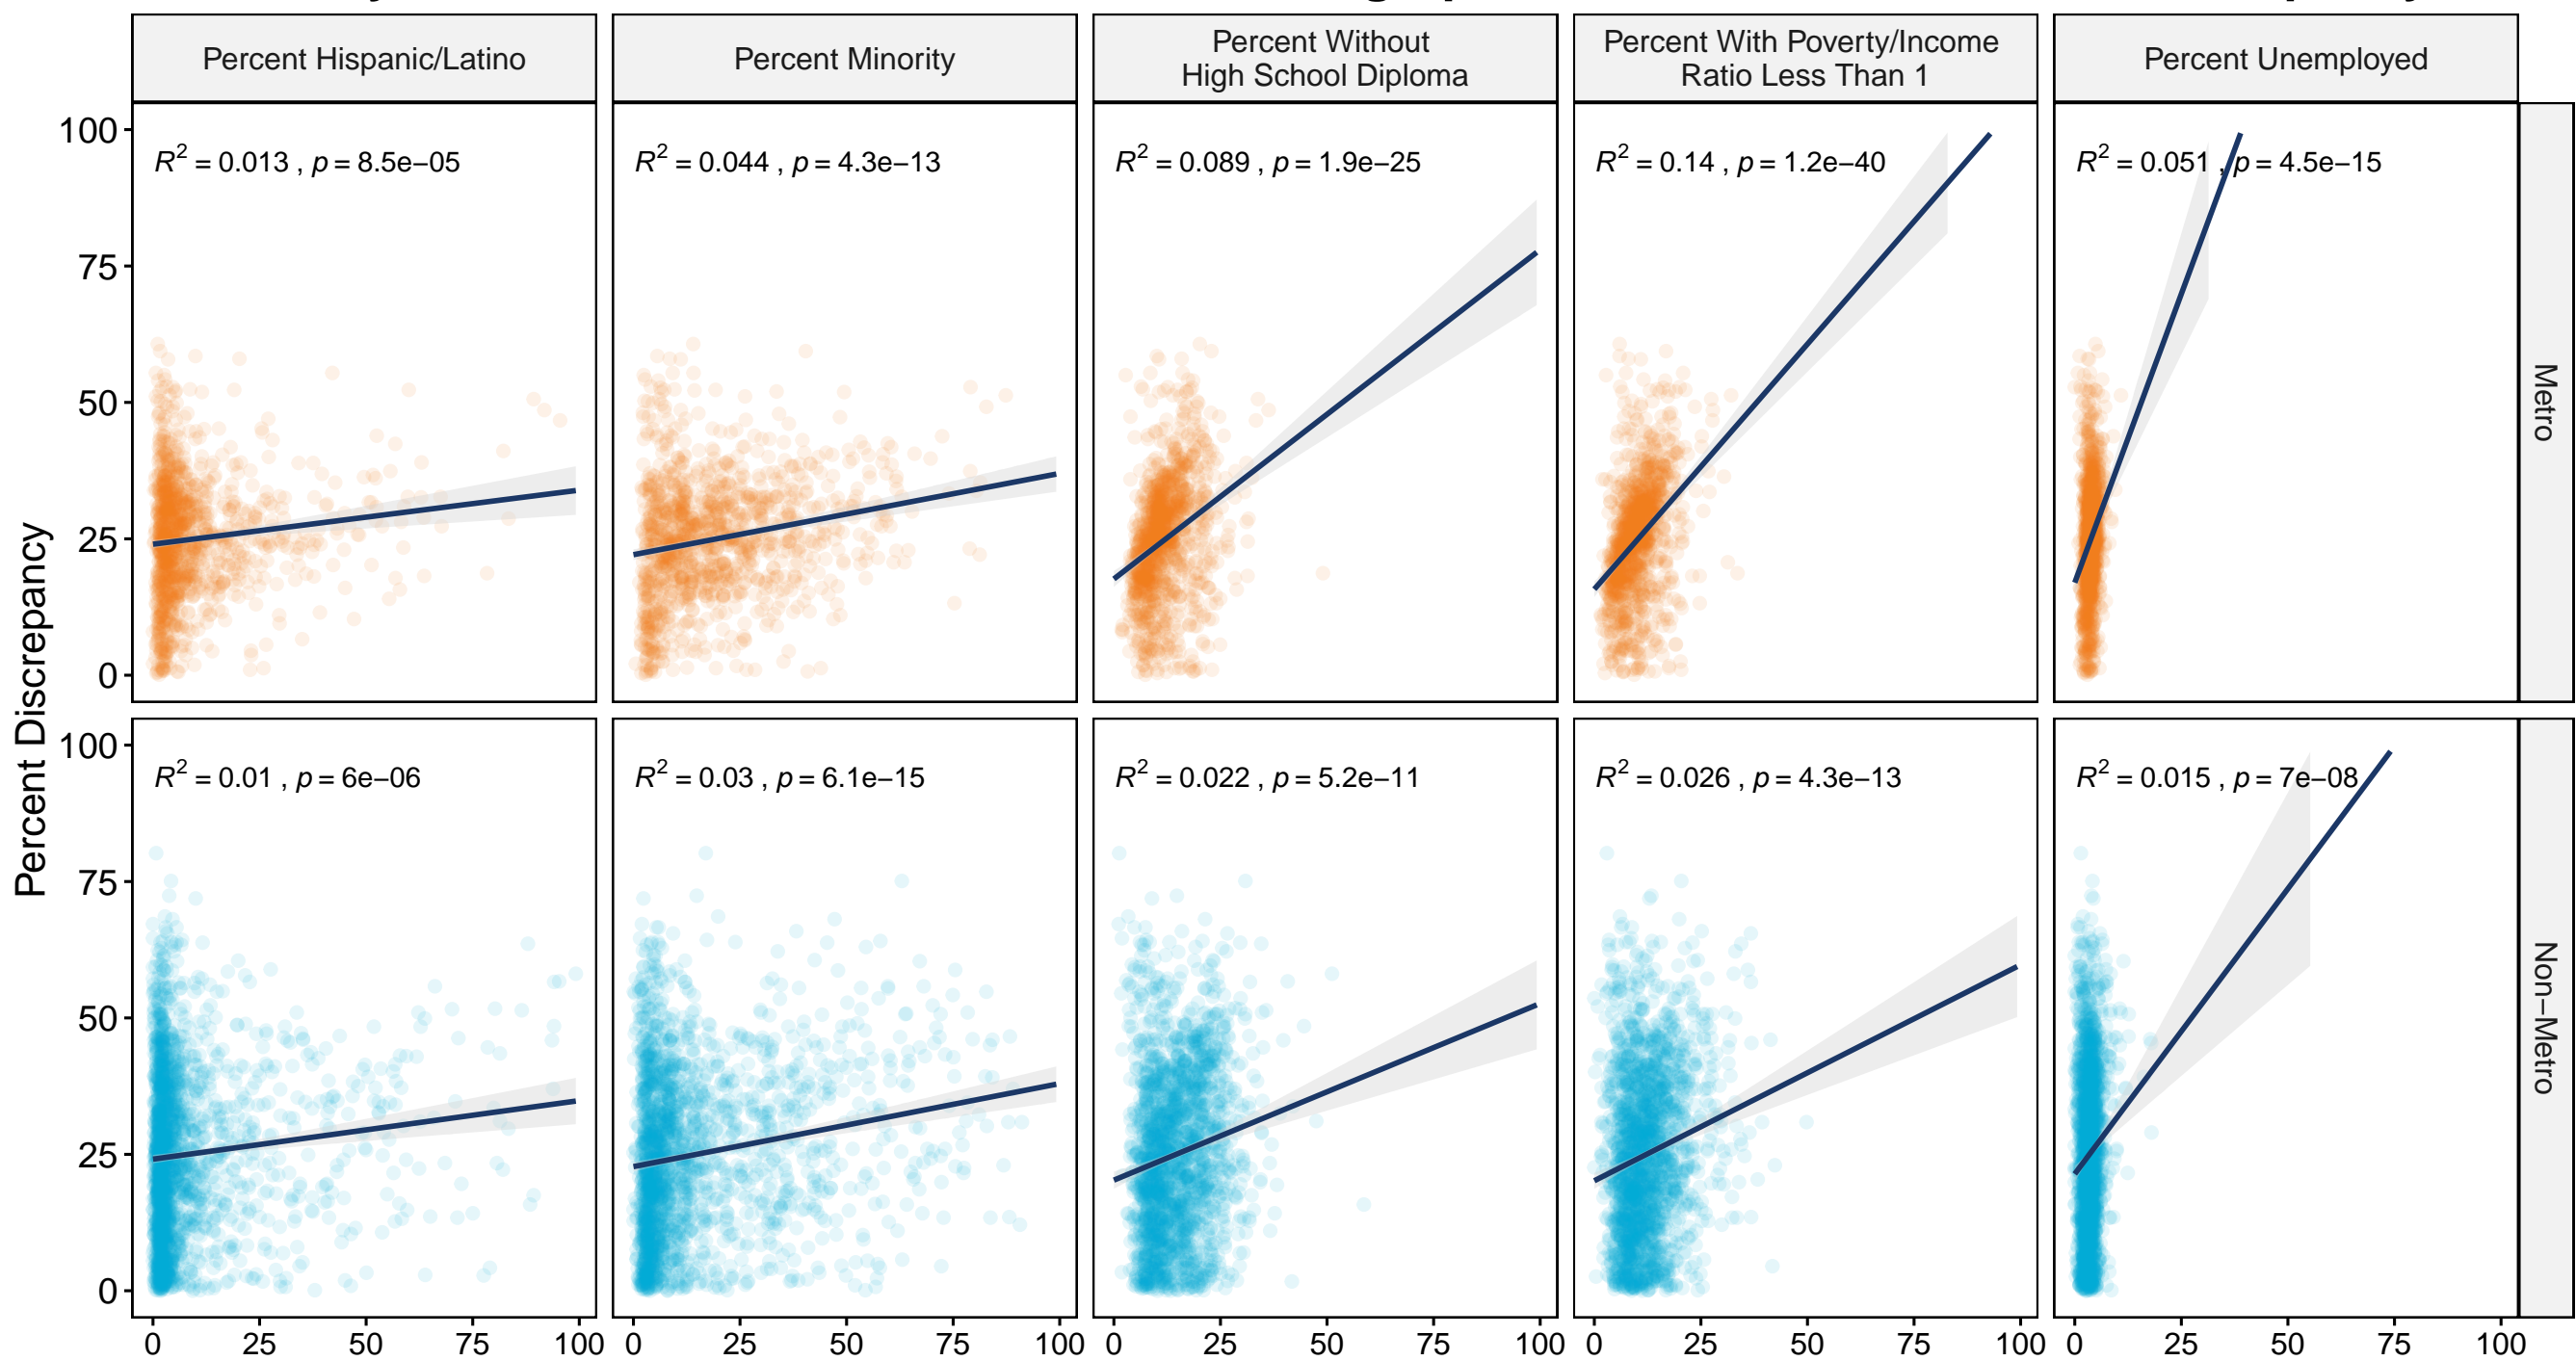 Percent Hispanic/Latino
Percent Minority
Percent Without
High School Diploma
Percent With Poverty/Income
Ratio Less Than 1
Percent Unemployed
Percent Discrepancy
100
75
50
25
0
R² = 0.013 , p = 8.5e−05
R² = 0.044 , p = 4.3e−13
R² = 0.089 , p = 1.9e−25
R² = 0.14 , p = 1.2e−40
R² = 0.051 , p = 4.5e−15
Metro
100
75
50
25
0
R² = 0.01 , p = 6e−06
R² = 0.03 , p = 6.1e−15
R² = 0.022 , p = 5.2e−11
R² = 0.026 , p = 4.3e−13
R² = 0.015 , p = 7e−08
Non−Metro
0 25 50 75 100
0 25 50 75 100
0 25 50 75 100
0 25 50 75 100
0 25 50 75 100